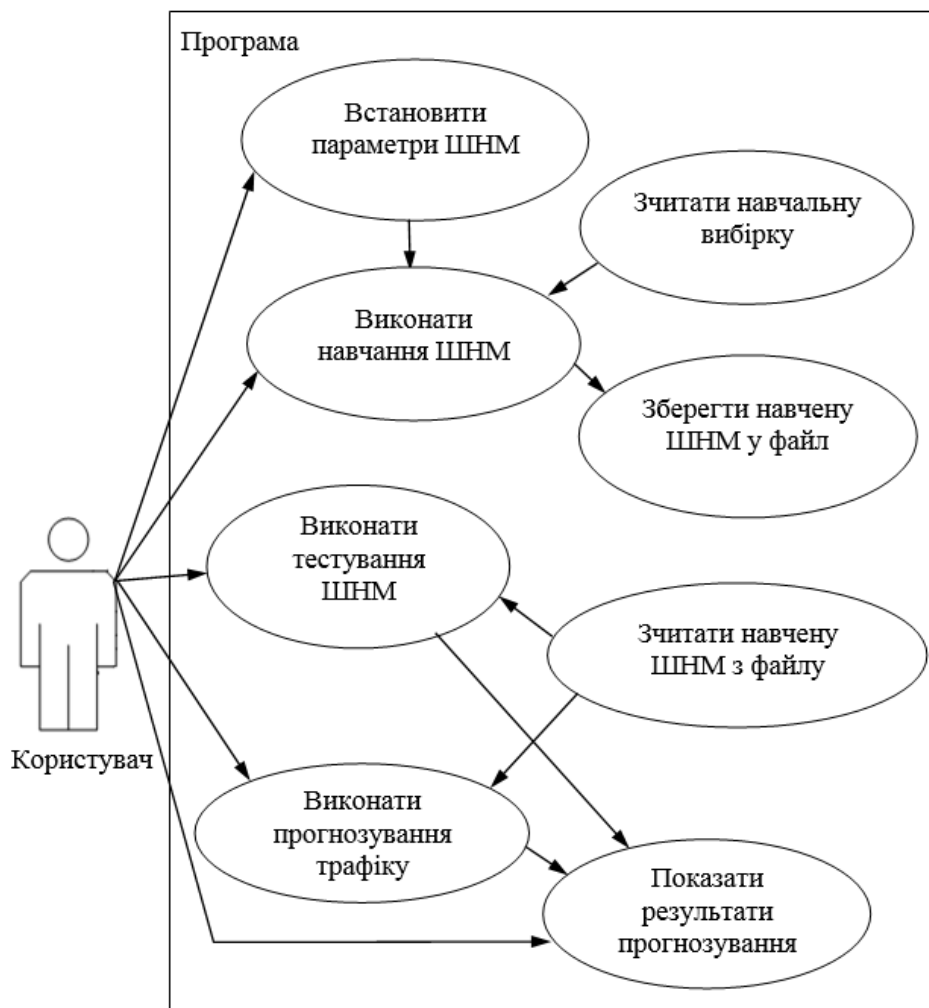 Програма
Встановити
параметри ШНМ
Зчитати навчальну
вибірку
Виконати
навчання ШНМ
Зберегти навчену
ШНМ у файл
Виконати
тестування
ШНМ
Зчитати навчену
ШНМ з файлу
Користувач
Виконати
прогнозування
трафіку
Показати
результати
прогнозування